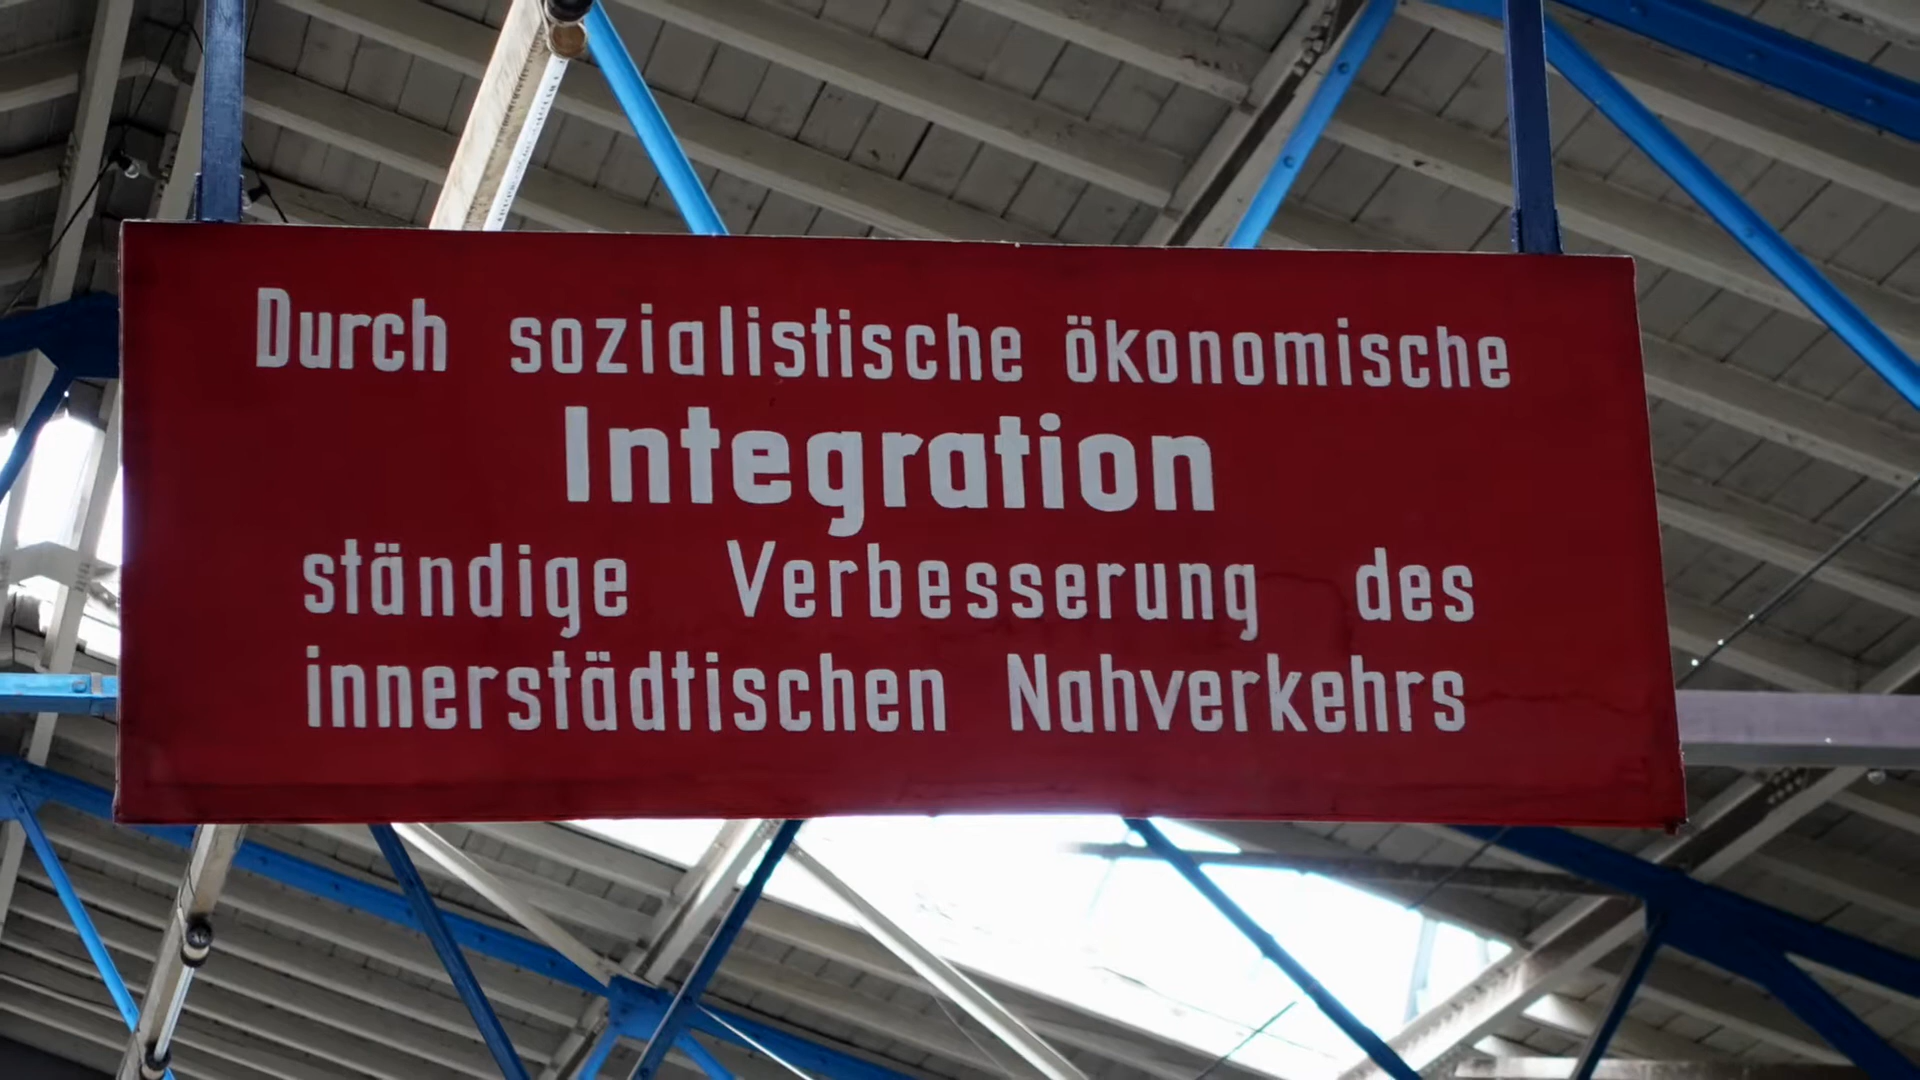 Durch sozialistische ökonomische
Integration
ständige Verbesserung des
innerstädtischen Nahverkehrs